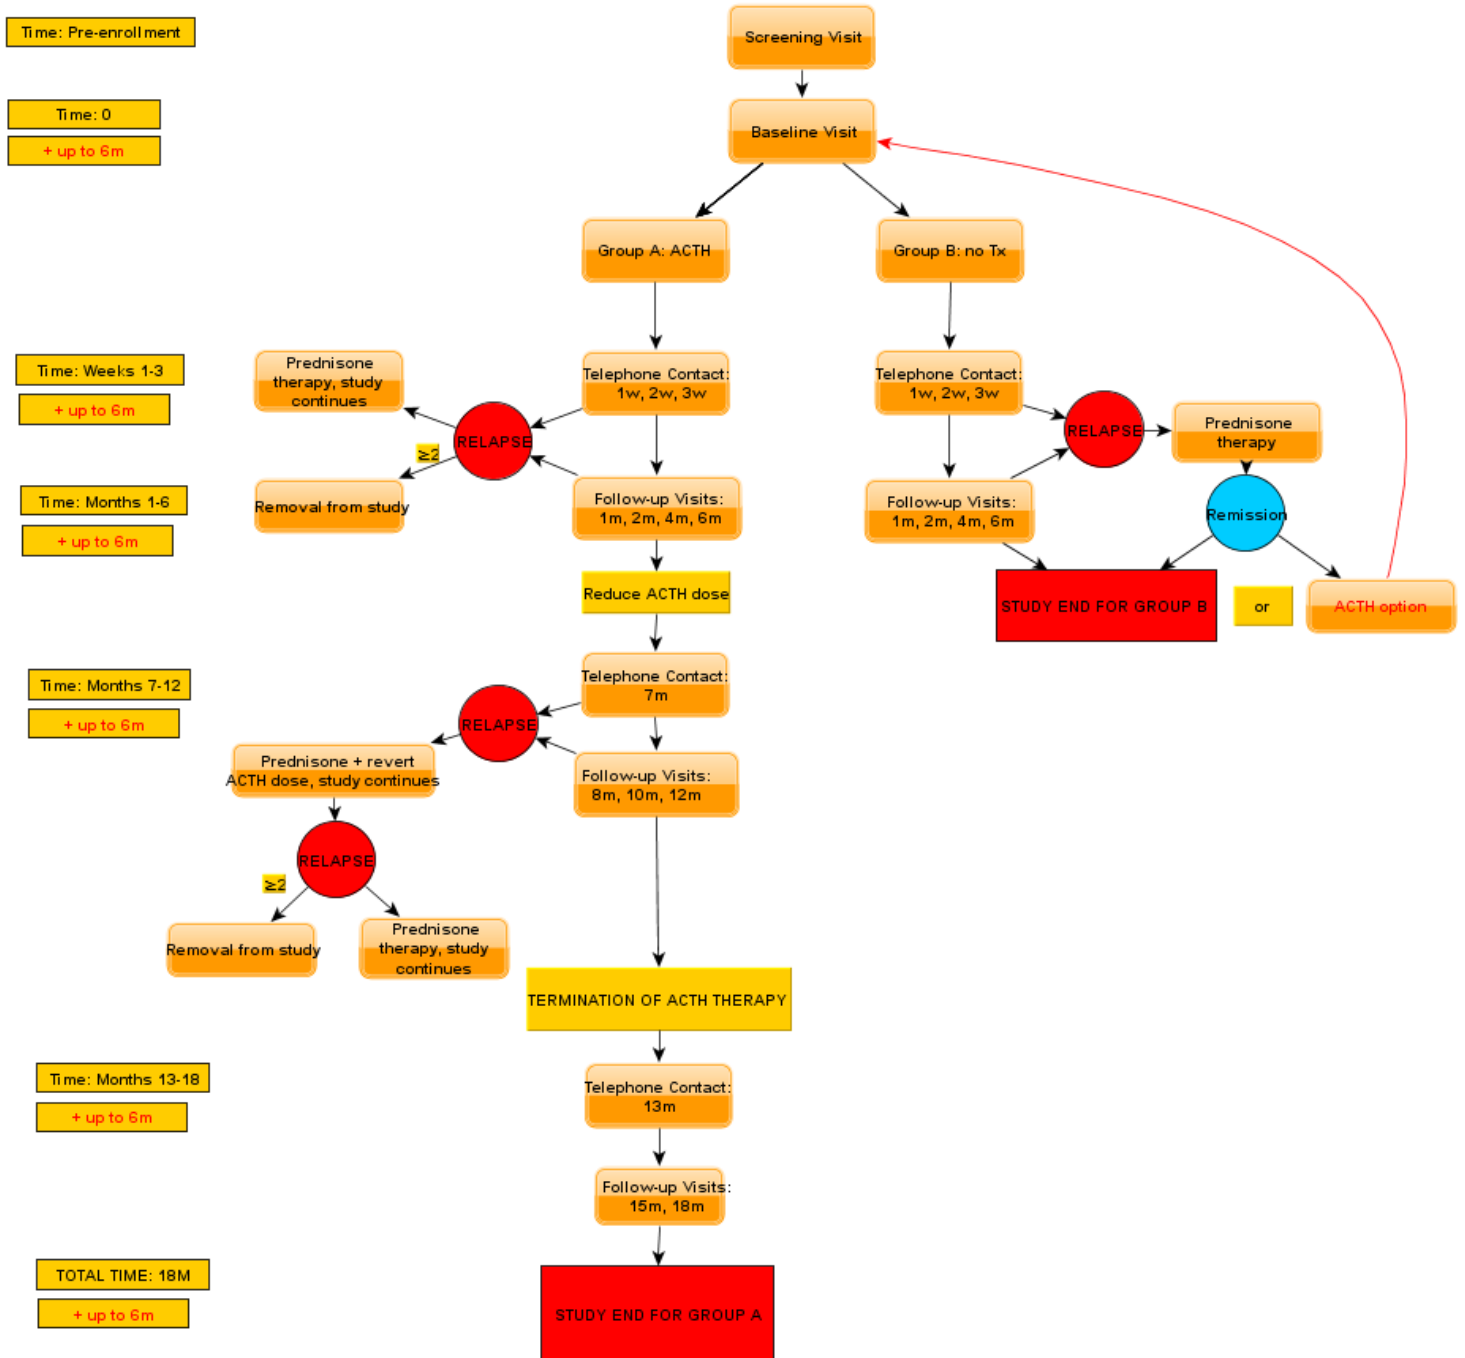 Time: Pre-enrollment
Screening Visit
Time: 0
+ up to 6m
Baseline Visit
Group A: ACTH
Group B: no Tx
Time: Weeks 1-3
+ up to 6m
Prednisone
therapy, study
continues
Telephone Contact:
1w, 2w, 3w
RELAPSE
≥2
Removal from study
Telephone Contact:
1w, 2w, 3w
RELAPSE
Prednisone
therapy
Time: Months 1-6
+ up to 6m
Follow-up Visits:
1m, 2m, 4m, 6m
Follow-up Visits:
1m, 2m, 4m, 6m
Remission
Reduce ACTH dose
STUDY END FOR GROUP B
or
ACTH option
Time: Months 7-12
+ up to 6m
Telephone Contact:
7m
RELAPSE
Prednisone + revert
ACTH dose, study continues
Follow-up Visits:
8m, 10m, 12m
RELAPSE
≥2
Removal from study
Prednisone
therapy, study
continues
TERMINATION OF ACTH THERAPY
Time: Months 13-18
+ up to 6m
Telephone Contact:
13m
Follow-up Visits:
15m, 18m
TOTAL TIME: 18M
+ up to 6m
STUDY END FOR GROUP A